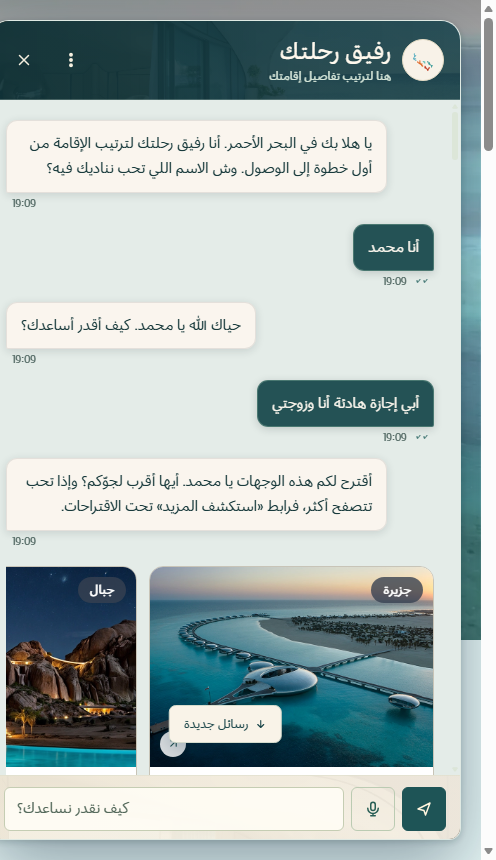 رفيق رحلتك
هنا لترتيب تفاصيل إقامتك
يا هلا بك في البحر الأحمر. أنا رفيق رحلتك لترتيب الإقامة من
أول خطوة إلى الوصول. وش الاسم اللي تحب نناديك فيه؟
19:09
أنا محمد
19:09
حياك الله يا محمد. كيف أقدر أساعدك؟
19:09
أبي إجازة هادئة أنا وزوجتي
19:09
أقترح لكم هذه الوجهات يا محمد. أيها أقرب لجوّكم؟ وإذا تحب
تتصفح أكثر، فرابط «استكشف المزيد» تحت الاقتراحات.
19:09
جزيرة
جبال
رسائل جديدة
كيف نقدر نساعدك؟